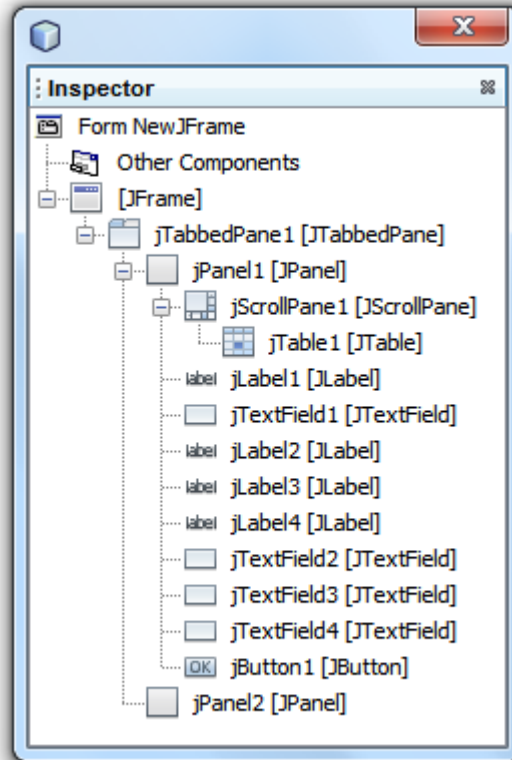 Inspector
Form NewJFrame
Other Components
[JFrame]
jTabbedPane1 [JTabbedPane]
jPanel1 [JPanel]
jScrollPane1 [JScrollPane]
jTable1 [JTable]
label jLabel1 [JLabel]
jTextField1 [JTextField]
label jLabel2 [JLabel]
label jLabel3 [JLabel]
label jLabel4 [JLabel]
jTextField2 [JTextField]
jTextField3 [JTextField]
jTextField4 [JTextField]
OK jButton1 [JButton]
jPanel2 [JPanel]